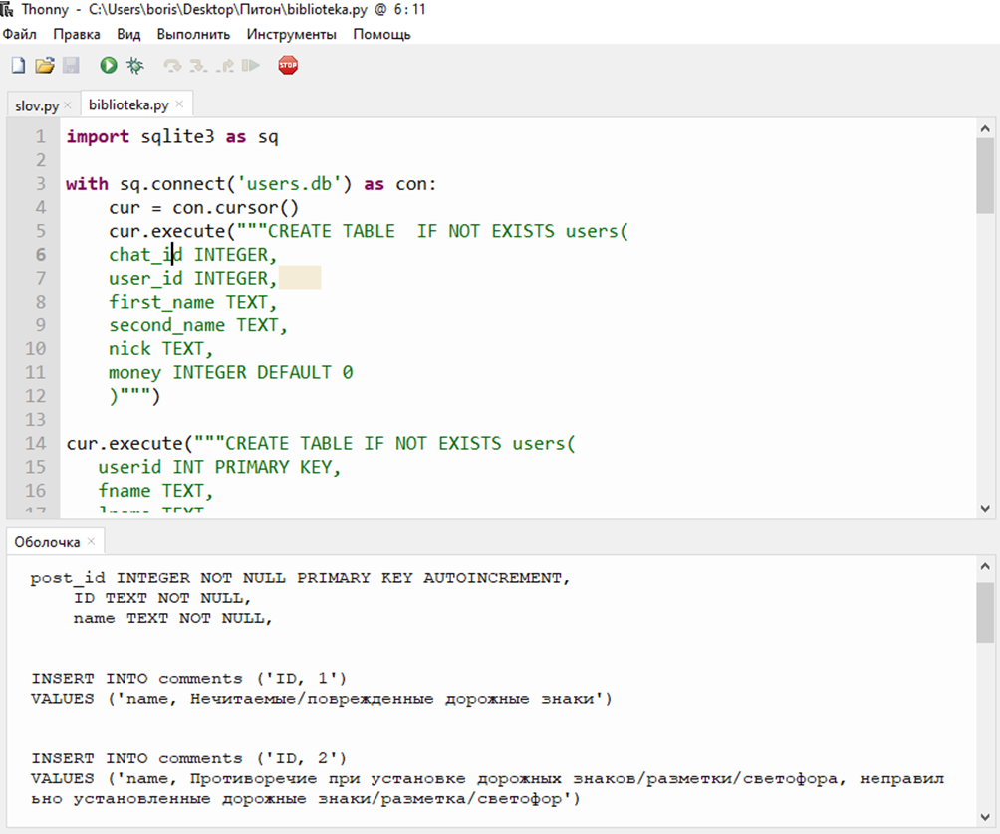 Thonny - C:\Users\boris\Desktop\Питон\biblioteka.py @ 6:11
Файл Правка Вид Выполнить Инструменты Помощь
STOP
slov.py × biblioteka.py ×
1 import sqlite3 as sq
2
3 with sq.connect('users.db') as con:
4 cur = con.cursor()
5 cur.execute("""CREATE TABLE  IF NOT EXISTS users(
6 chat_id INTEGER,
7 user_id INTEGER,
8 first_name TEXT,
9 second_name TEXT,
10 nick TEXT,
11 money INTEGER DEFAULT 0
12 )""")
13
14 cur.execute("""CREATE TABLE IF NOT EXISTS users(
15 userid INT PRIMARY KEY,
16 fname TEXT,
17 lname TEXT
Оболочка ×
post_id INTEGER NOT NULL PRIMARY KEY AUTOINCREMENT,
ID TEXT NOT NULL,
name TEXT NOT NULL,
INSERT INTO comments ('ID, 1')
VALUES ('name, Нечитаемые/поврежденные дорожные знаки')
INSERT INTO comments ('ID, 2')
VALUES ('name, Противоречие при установке дорожных знаков/разметки/светофора, неправил
ьно установленные дорожные знаки/разметка/светофор')